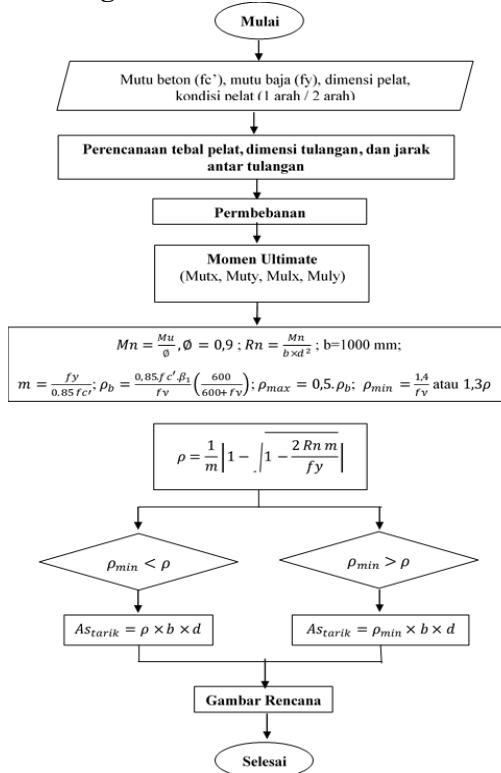 Mulai
Mutu beton (fc’), mutu baja (fy), dimensi pelat,
kondisi pelat (1 arah / 2 arah)
Perencanaan tebal pelat, dimensi tulangan, dan jarak
antar tulangan
Permbebanan
Momen Ultimate
(Mutx, Muty, Mulx, Muly)
Mn = Mu/Ø, Ø = 0,9 ; Rn = Mn/(b×d²) ; b=1000 mm;
m = fy/(0.85 fc′); ρb = (0,85.fc′.β1)/fy (600/(600+fy)); ρmax = 0,5.ρb; ρmin = 1,4/fy atau 1,3ρ
ρ = 1/m |1 − √(1 − (2 Rn m)/fy)|
ρmin < ρ
ρmin > ρ
Astarik = ρ × b × d
Astarik = ρmin × b × d
Gambar Rencana
Selesai